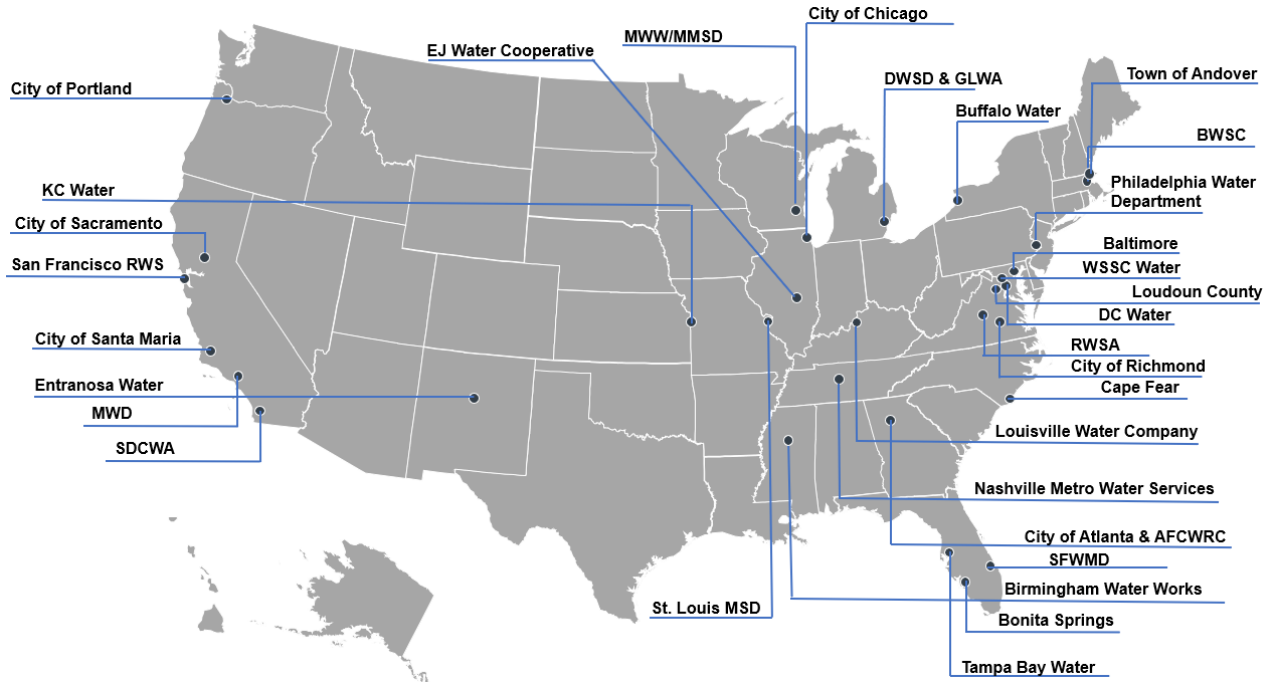 City of Chicago
MWW/MMSD
EJ Water Cooperative
DWSD & GLWA
Town of Andover
City of Portland
Buffalo Water
BWSC
KC Water
Philadelphia Water
Department
City of Sacramento
Baltimore
San Francisco RWS
WSSC Water
Loudoun County
DC Water
City of Santa Maria
RWSA
City of Richmond
Entranosa Water
Cape Fear
MWD
Louisville Water Company
SDCWA
Nashville Metro Water Services
City of Atlanta & AFCWRC
SFWMD
Birmingham Water Works
St. Louis MSD
Bonita Springs
Tampa Bay Water